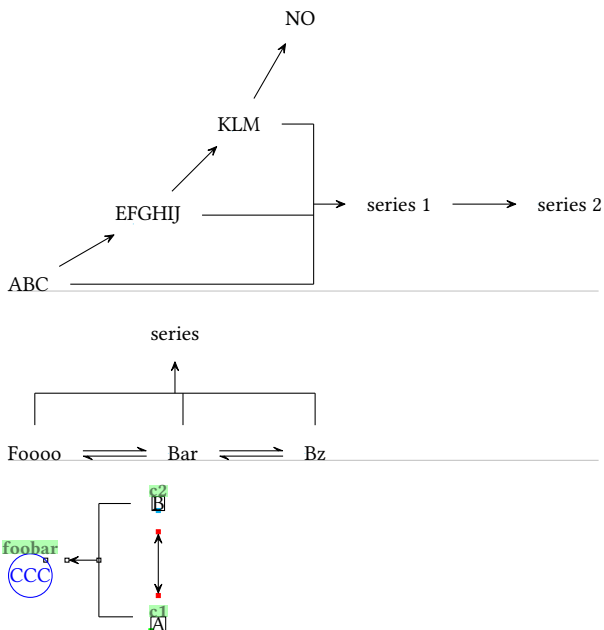 NO
KLM
series 1 series 2
EFGHIJ
ABC
series
Foooo Bar Bz
c2
B
foobar
CCC
c1
A